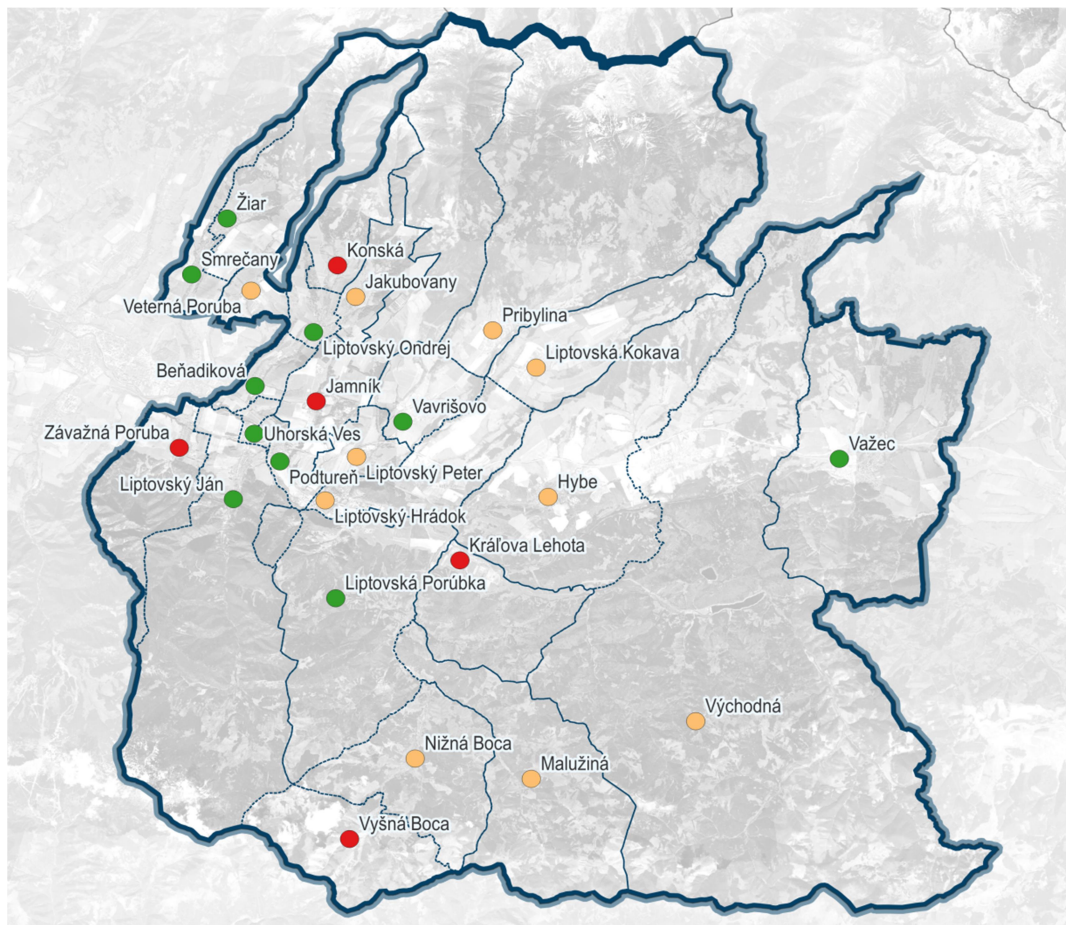 Žiar
Smrečany
Konská
Jakubovany
Veterná Poruba
Pribylina
Liptovský Ondrej
Liptovská Kokava
Beňadiková
Jamník
Vavrišovo
Závažná Poruba
Uhorská Ves
Važec
Liptovský Peter
Podtureň
Liptovský Ján
Hybe
Liptovský Hrádok
Kráľova Lehota
Liptovská Porúbka
Východná
Nižná Boca
Malužiná
Vyšná Boca